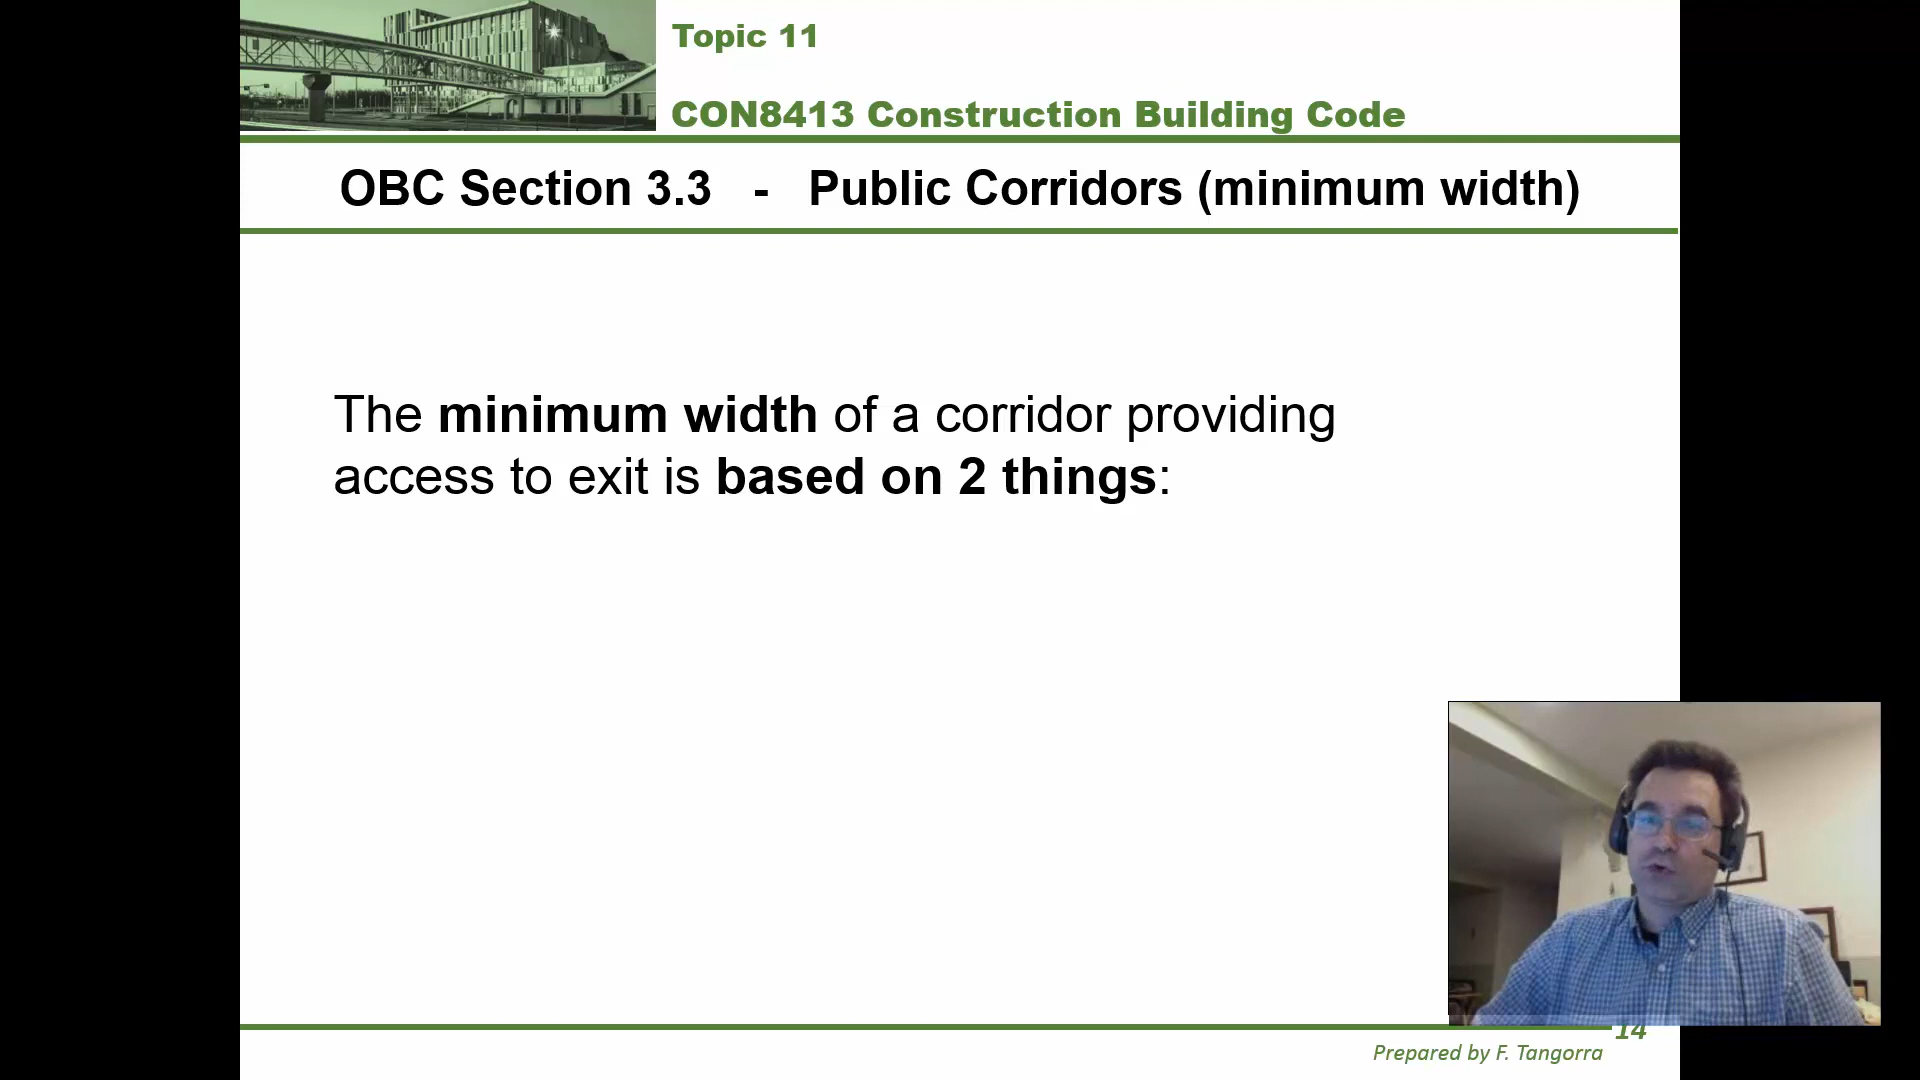 Topic 11
CON8413 Construction Building Code
OBC Section 3.3 - Public Corridors (minimum width)
The minimum width of a corridor providing
access to exit is based on 2 things:
14
Prepared by F. Tangorra